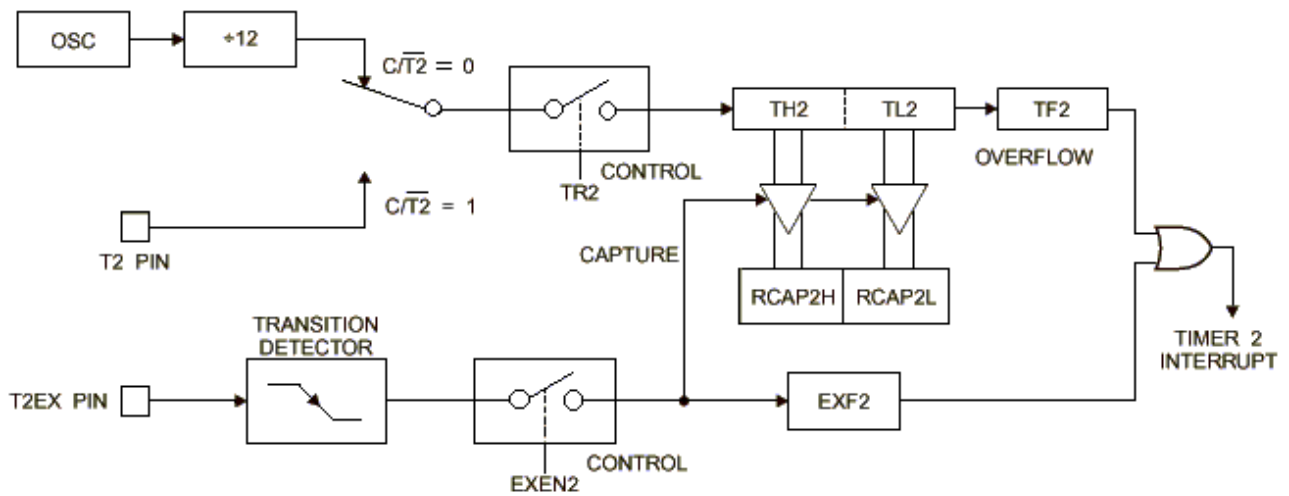 OSC
÷12
C/T2̅ = 0
TH2
TL2
TF2
OVERFLOW
CONTROL
TR2
C/T2̅ = 1
T2 PIN
CAPTURE
RCAP2H
RCAP2L
TRANSITION
DETECTOR
TIMER 2
INTERRUPT
T2EX PIN
EXF2
CONTROL
EXEN2